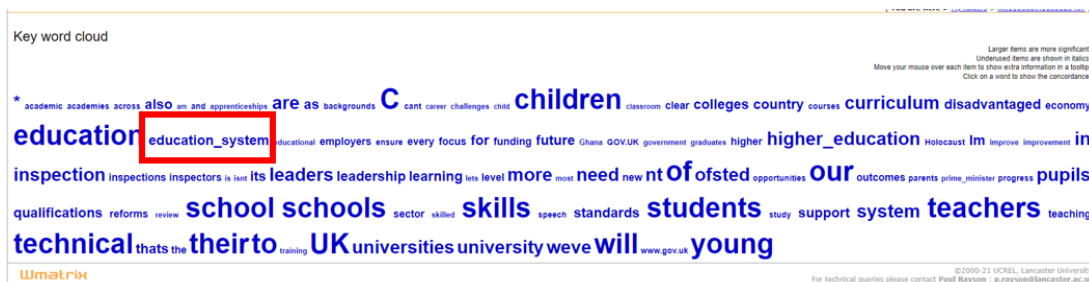 Key word cloud
Larger items are more significant
Underused items are shown in italics
Move your mouse over each item to show extra information in a tooltip
Click on a word to show the concordance
* academic academies across also am and apprenticeships are as backgrounds C cant career challenges child children classroom clear colleges country courses curriculum disadvantaged economy
education education_system educational employers ensure every focus for funding future Ghana GOV.UK government graduates higher higher_education Holocaust Im improve improvement in
inspection inspections inspectors is isnt its leaders leadership learning lets level more most need new nt of ofsted opportunities our outcomes parents prime_minister progress pupils
qualifications reforms review school schools sector skilled skills speech standards students study support system teachers teaching
technical thats the their to training UK universities university weve will www.gov.uk young
Wmatrix
©2000-21 UCREL, Lancaster Universit
For technical queries please contact Paul Rayson : p.rayson@lancaster.ac.u